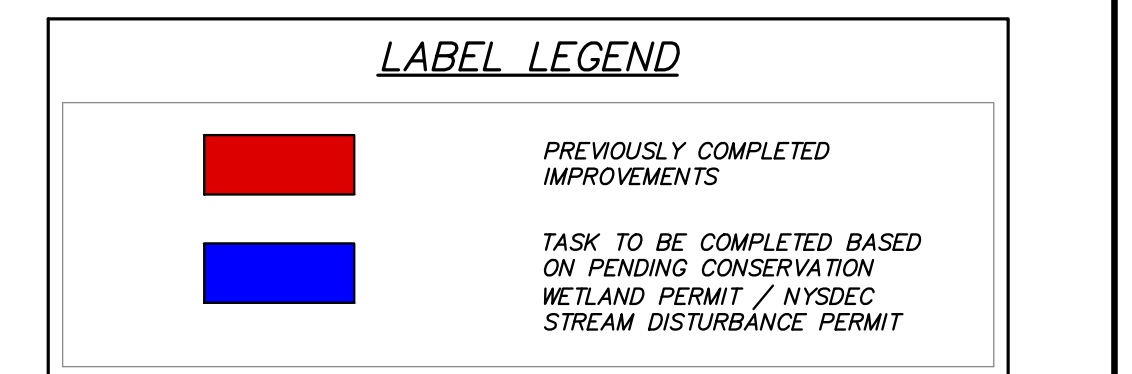 LABEL LEGEND
PREVIOUSLY COMPLETED
IMPROVEMENTS
TASK TO BE COMPLETED BASED
ON PENDING CONSERVATION
WETLAND PERMIT / NYSDEC
STREAM DISTURBANCE PERMIT